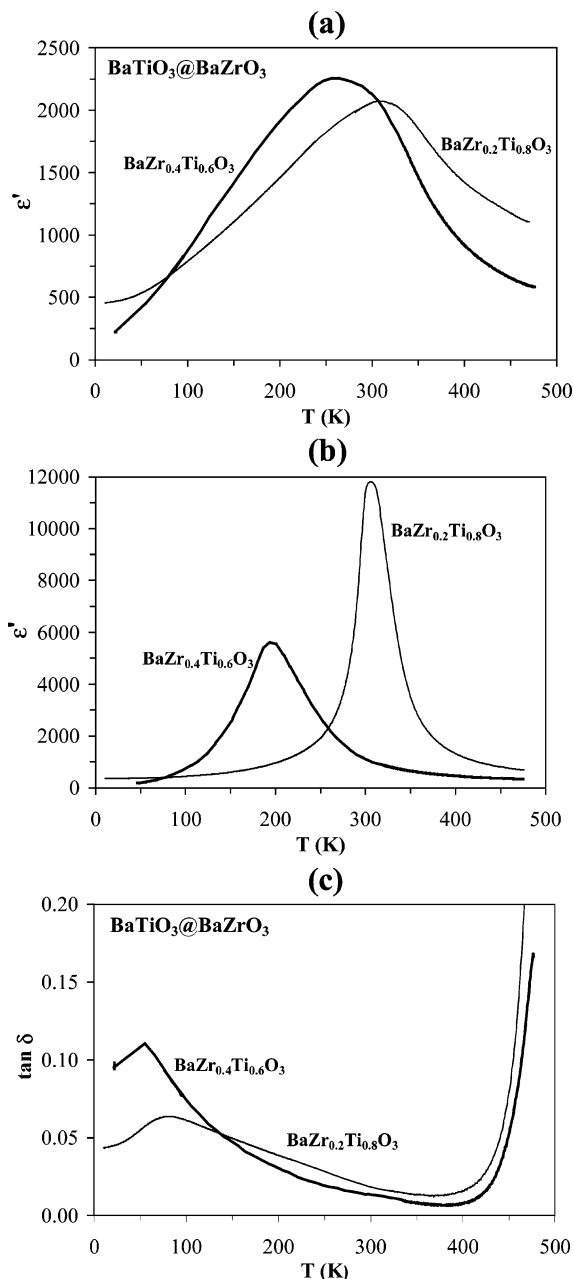 (a)
2500
BaTiO₃@BaZrO₃
2000
BaZr₀.₂Ti₀.₈O₃
BaZr₀.₄Ti₀.₆O₃
1500
ε'
1000
500
0
0 100 200 300 400 500
T (K)
(b)
12000
BaZr₀.₂Ti₀.₈O₃
10000
8000
ε'
6000
BaZr₀.₄Ti₀.₆O₃
4000
2000
0
0 100 200 300 400 500
T (K)
(c)
0.20
BaTiO₃@BaZrO₃
0.15
tan δ
0.10
BaZr₀.₄Ti₀.₆O₃
0.05
BaZr₀.₂Ti₀.₈O₃
0.00
0 100 200 300 400 500
T (K)